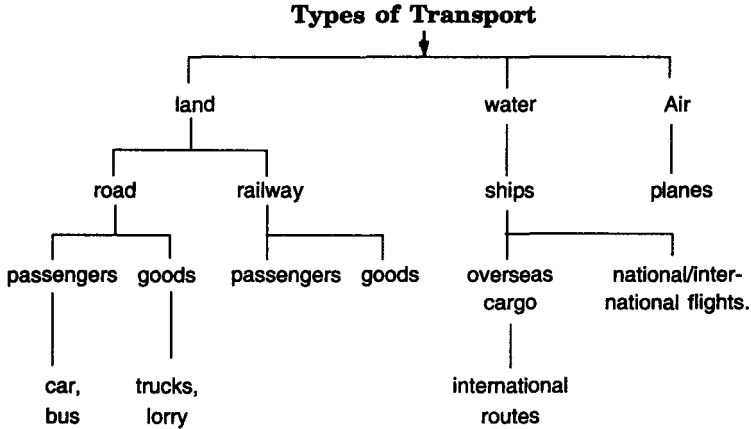 Types of Transport
land water Air
road railway ships planes
passengers goods passengers goods overseas cargo national/inter-national flights.
car, bus trucks, lorry international routes